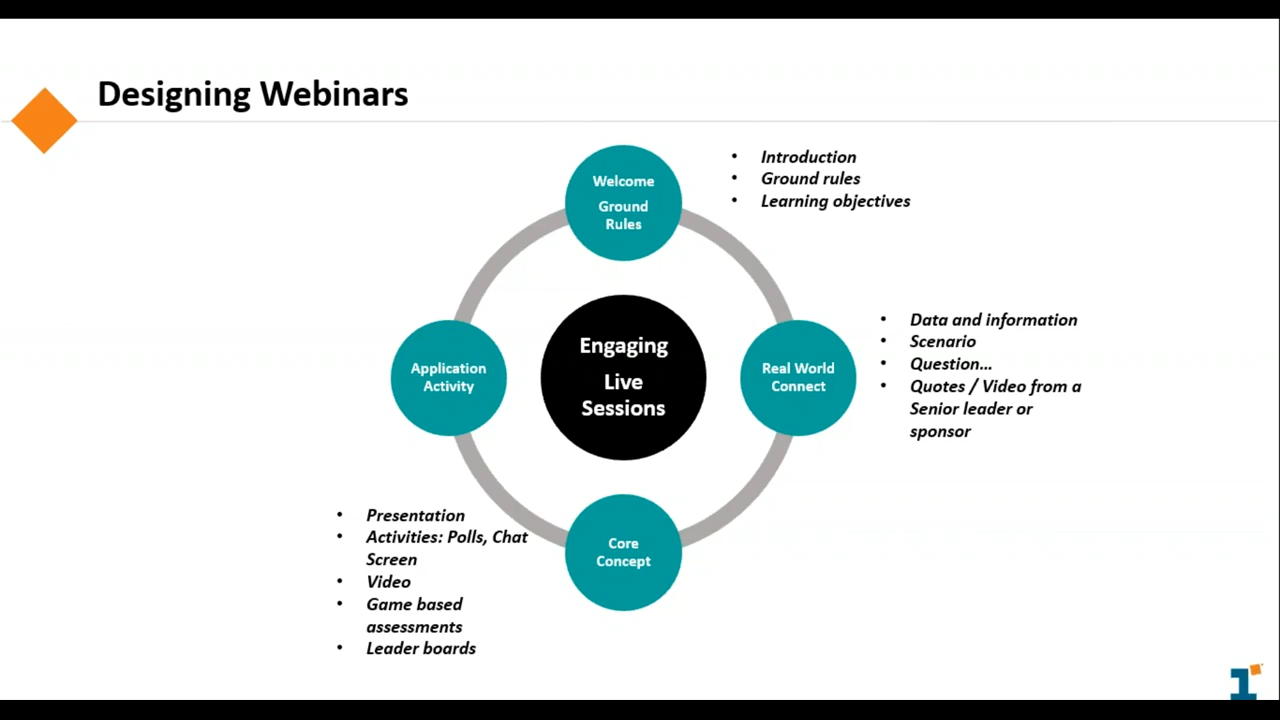 Designing Webinars
Welcome
Ground
Rules
• Introduction
• Ground rules
• Learning objectives
Engaging
Live
Sessions
Real World
Connect
• Data and information
• Scenario
• Question...
• Quotes / Video from a
Senior leader or
sponsor
Application
Activity
Core
Concept
• Presentation
• Activities: Polls, Chat
Screen
• Video
• Game based
assessments
• Leader boards
1